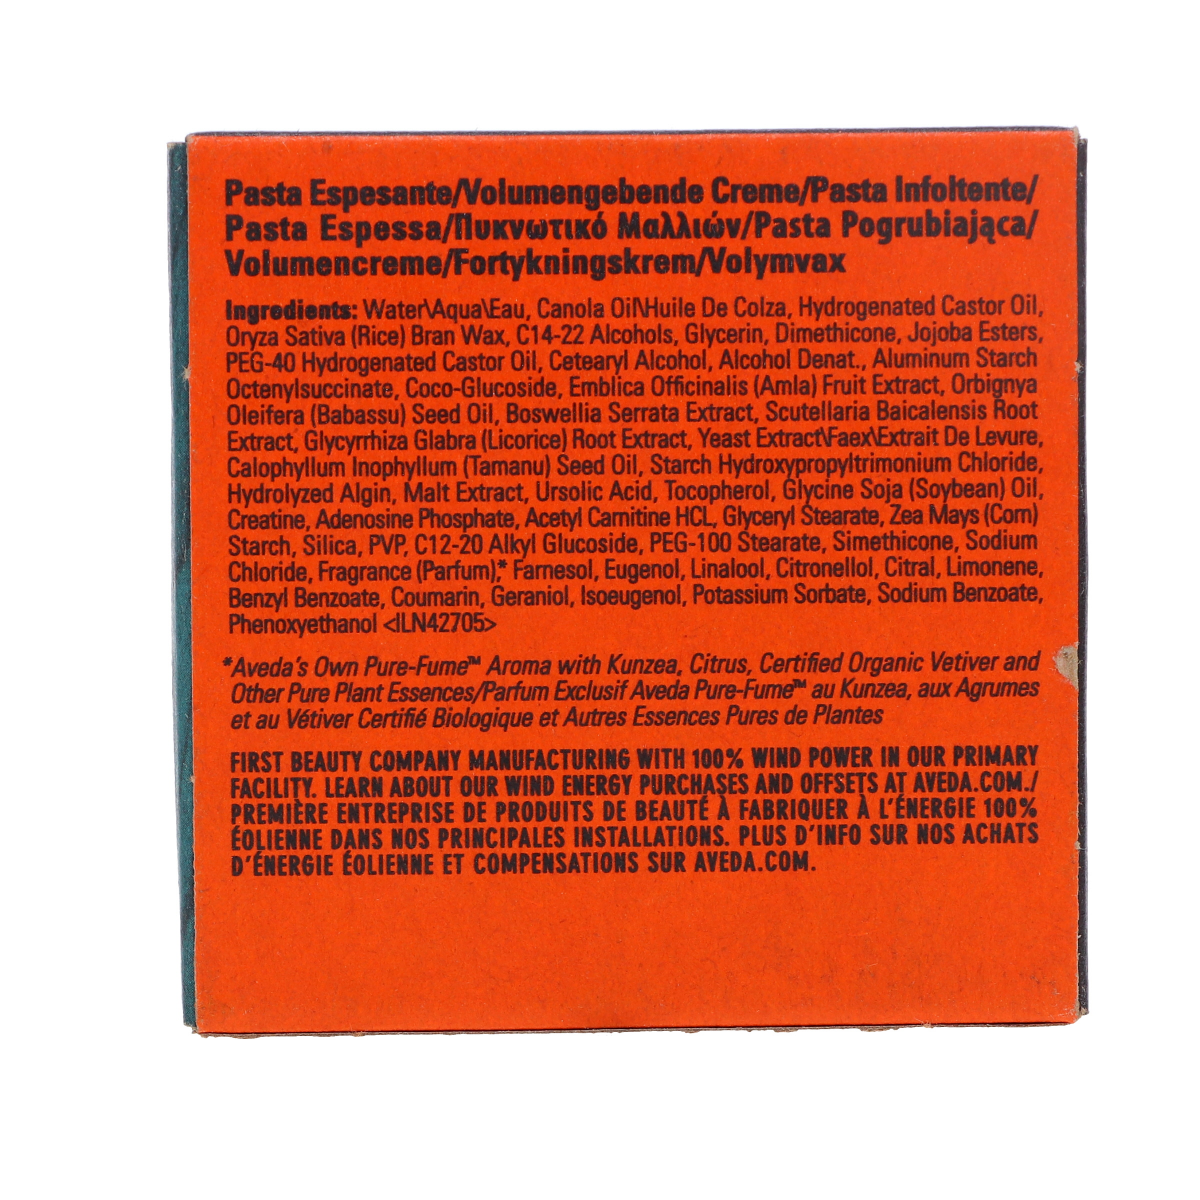 Pasta Espesante/Volumengebende Creme/Pasta Infoltente/
Pasta Espessa/Πυκνωτικό Μαλλιών/Pasta Pogrubiająca/
Volumencreme/Fortykningskrem/Volymvax
Ingredients: Water\Aqua\Eau, Canola Oil\Huile De Colza, Hydrogenated Castor Oil,
Oryza Sativa (Rice) Bran Wax, C14-22 Alcohols, Glycerin, Dimethicone, Jojoba Esters,
PEG-40 Hydrogenated Castor Oil, Cetearyl Alcohol, Alcohol Denat., Aluminum Starch
Octenylsuccinate, Coco-Glucoside, Emblica Officinalis (Amla) Fruit Extract, Orbignya
Oleifera (Babassu) Seed Oil, Boswellia Serrata Extract, Scutellaria Baicalensis Root
Extract, Glycyrrhiza Glabra (Licorice) Root Extract, Yeast Extract\Faex\Extrait De Levure,
Calophyllum Inophyllum (Tamanu) Seed Oil, Starch Hydroxypropyltrimonium Chloride,
Hydrolyzed Algin, Malt Extract, Ursolic Acid, Tocopherol, Glycine Soja (Soybean) Oil,
Creatine, Adenosine Phosphate, Acetyl Carnitine HCL, Glyceryl Stearate, Zea Mays (Corn)
Starch, Silica, PVP, C12-20 Alkyl Glucoside, PEG-100 Stearate, Simethicone, Sodium
Chloride, Fragrance (Parfum),* Farnesol, Eugenol, Linalool, Citronellol, Citral, Limonene,
Benzyl Benzoate, Coumarin, Geraniol, Isoeugenol, Potassium Sorbate, Sodium Benzoate,
Phenoxyethanol <ILN42705>
*Aveda's Own Pure-Fume™ Aroma with Kunzea, Citrus, Certified Organic Vetiver and
Other Pure Plant Essences/Parfum Exclusif Aveda Pure-Fume™ au Kunzea, aux Agrumes
et au Vétiver Certifié Biologique et Autres Essences Pures de Plantes
FIRST BEAUTY COMPANY MANUFACTURING WITH 100% WIND POWER IN OUR PRIMARY
FACILITY. LEARN ABOUT OUR WIND ENERGY PURCHASES AND OFFSETS AT AVEDA.COM./
PREMIÈRE ENTREPRISE DE PRODUITS DE BEAUTÉ À FABRIQUER À L'ÉNERGIE 100%
ÉOLIENNE DANS NOS PRINCIPALES INSTALLATIONS. PLUS D'INFO SUR NOS ACHATS
D'ÉNERGIE ÉOLIENNE ET COMPENSATIONS SUR AVEDA.COM.